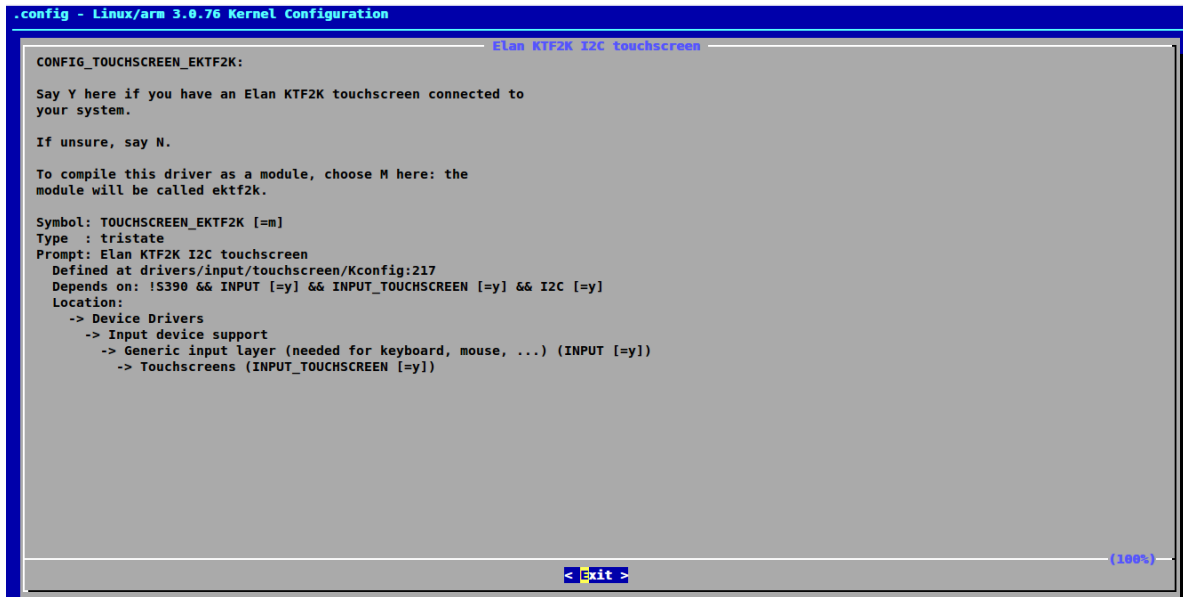 .config - Linux/arm 3.0.76 Kernel Configuration
Elan KTF2K I2C touchscreen
CONFIG_TOUCHSCREEN_EKTF2K:
Say Y here if you have an Elan KTF2K touchscreen connected to
your system.
If unsure, say N.
To compile this driver as a module, choose M here: the
module will be called ektf2k.
Symbol: TOUCHSCREEN_EKTF2K [=m]
Type  : tristate
Prompt: Elan KTF2K I2C touchscreen
  Defined at drivers/input/touchscreen/Kconfig:217
  Depends on: !S390 && INPUT [=y] && INPUT_TOUCHSCREEN [=y] && I2C [=y]
  Location:
    -> Device Drivers
      -> Input device support
        -> Generic input layer (needed for keyboard, mouse, ...) (INPUT [=y])
          -> Touchscreens (INPUT_TOUCHSCREEN [=y])
(100%)
< Exit >